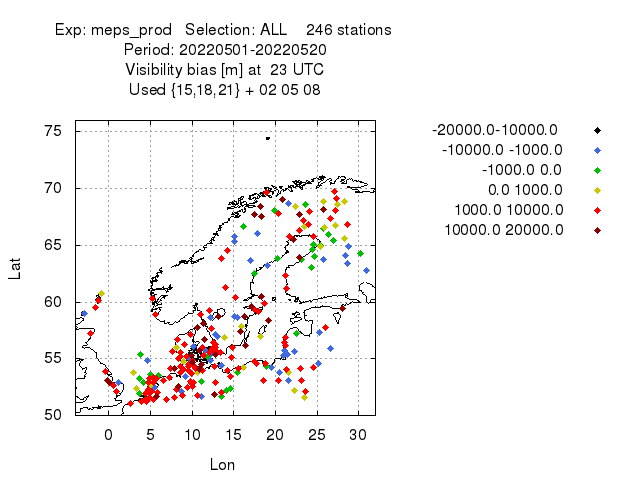 Exp: meps_prod   Selection: ALL    246 stations
Period: 20220501-20220520
Visibility bias [m] at  23 UTC
Used {15,18,21} + 02 05 08
75
70
65
60
55
50
0 5 10 15 20 25 30
Lat
Lon
-20000.0-10000.0
-10000.0 -1000.0
-1000.0 0.0
0.0 1000.0
1000.0 10000.0
10000.0 20000.0